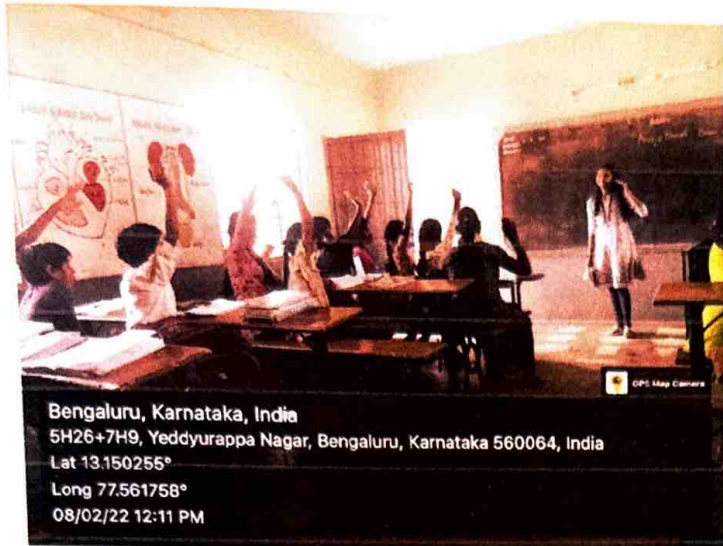 GPS Map Camera
Bengaluru, Karnataka, India
5H26+7H9, Yeddyurappa Nagar, Bengaluru, Karnataka 560064, India
Lat 13.150255°
Long 77.561758°
08/02/22 12:11 PM